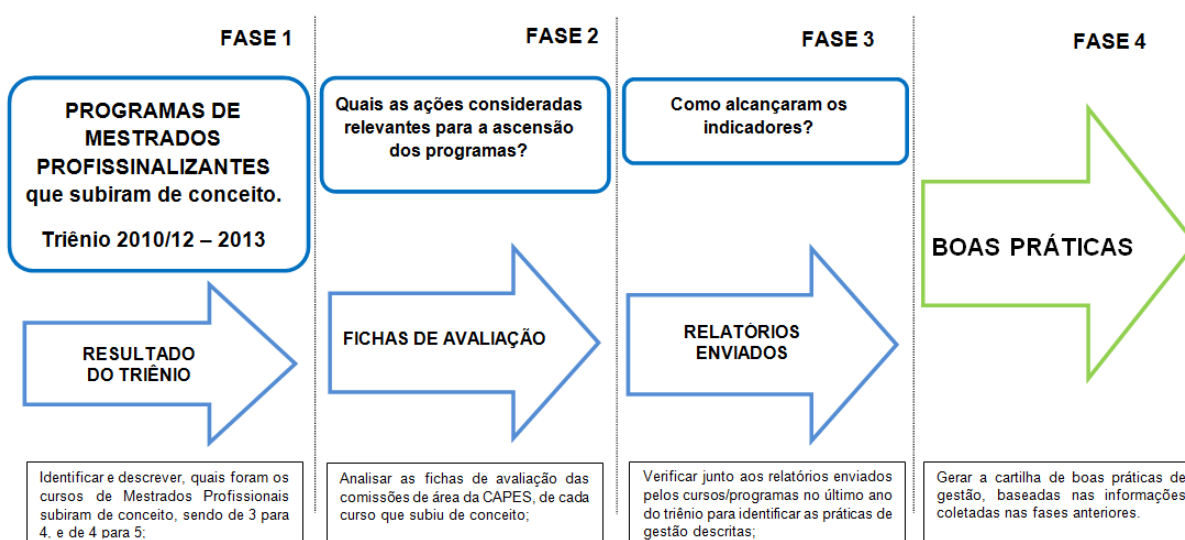 FASE 1
PROGRAMAS DE
MESTRADOS
PROFISSINALIZANTES
que subiram de conceito.
Triênio 2010/12 – 2013
RESULTADO
DO TRIÊNIO
Identificar e descrever, quais foram os
cursos de Mestrados Profissionais
subiram de conceito, sendo de 3 para
4, e de 4 para 5;
FASE 2
Quais as ações consideradas
relevantes para a ascensão
dos programas?
FICHAS DE AVALIAÇÃO
Analisar as fichas de avaliação das
comissões de área da CAPES, de cada
curso que subiu de conceito;
FASE 3
Como alcançaram os
indicadores?
RELATÓRIOS
ENVIADOS
Verificar junto aos relatórios enviados
pelos cursos/programas no último ano
do triênio para identificar as práticas de
gestão descritas;
FASE 4
BOAS PRÁTICAS
Gerar a cartilha de boas práticas de
gestão, baseadas nas informações
coletadas nas fases anteriores.